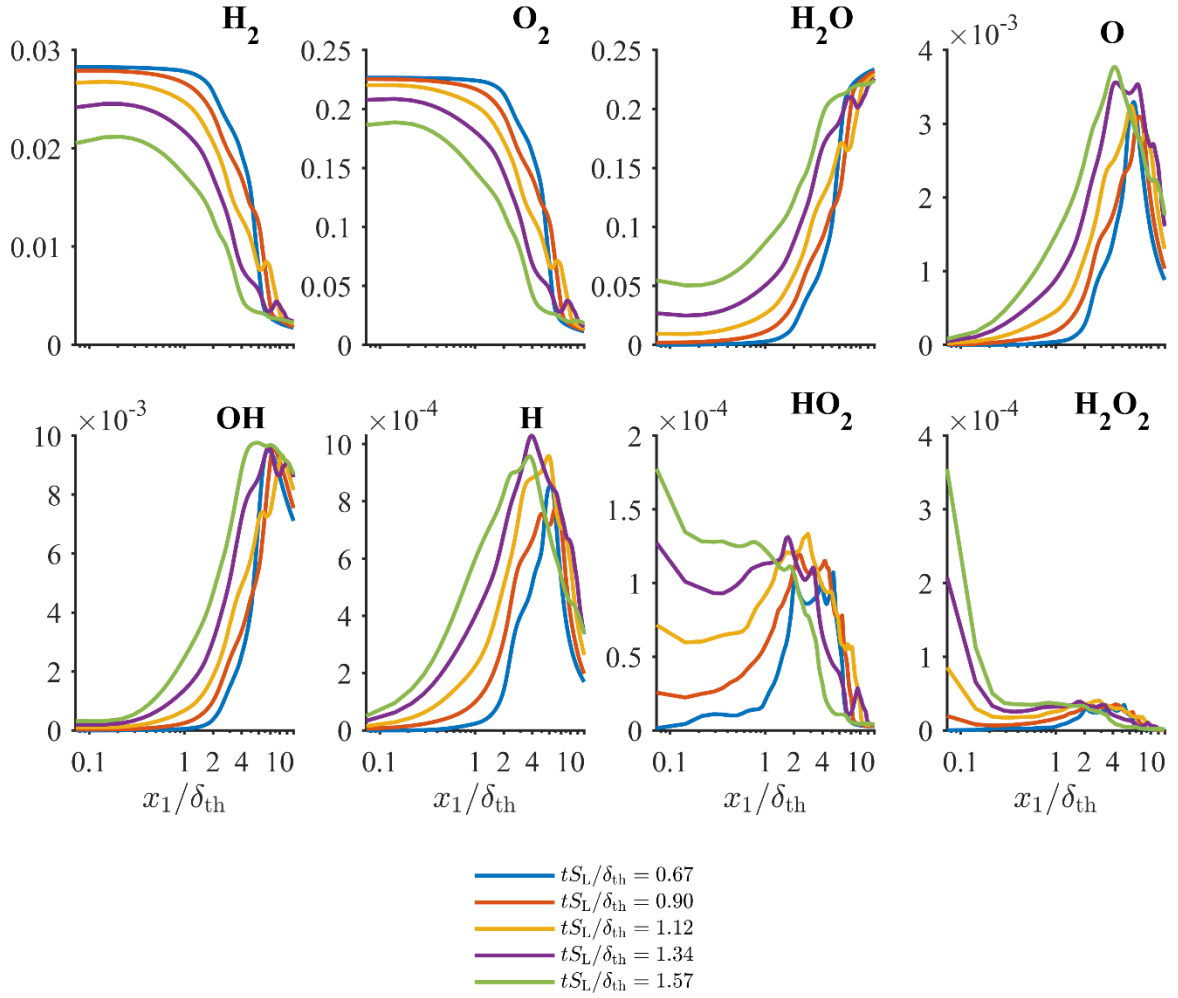 H2 O2 H2O O
×10-3
0.03 0.25 0.25 4
0.2 0.2 3
0.02
0.15 0.15
2
0.1 0.1
0.01
0.05 0.05 1
0 0 0 0
OH H HO2 H2O2
×10-3 ×10-4 ×10-4 ×10-4
10 10 2 4
8 8
1.5 3
6 6
1 2
4 4
0.5 1
2 2
0 0 0 0
0.1 1 2 4 10 0.1 1 2 4 10 0.1 1 2 4 10 0.1 1 2 4 10
x1/δth x1/δth x1/δth x1/δth
tSL/δth = 0.67
tSL/δth = 0.90
tSL/δth = 1.12
tSL/δth = 1.34
tSL/δth = 1.57